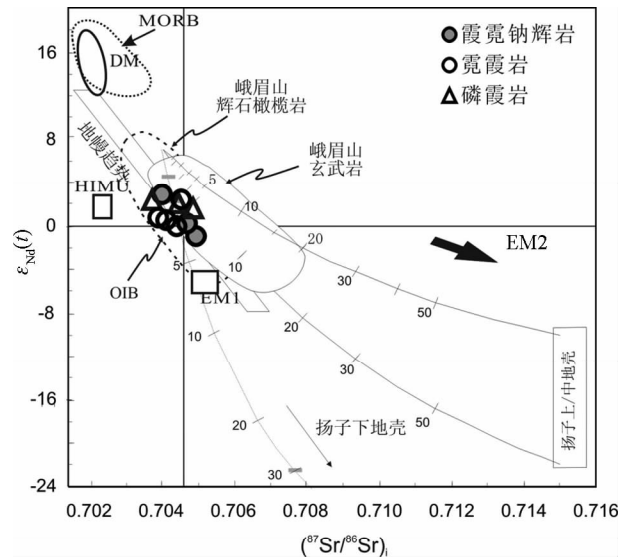 MORB
DM
霞霓钠辉岩
霓霞岩
磷霞岩
峨眉山
辉石橄榄岩
峨眉山
玄武岩
地幔趋势
HIMU
OIB
EM1
EM2
扬子下地壳
扬子上/中地壳
5
10
20
30
50
5
10
20
30
50
10
20
30
16
8
0
-8
-16
-24
εNd(t)
0.702
0.704
0.706
0.708
0.710
0.712
0.714
0.716
(⁸⁷Sr/⁸⁶Sr)i